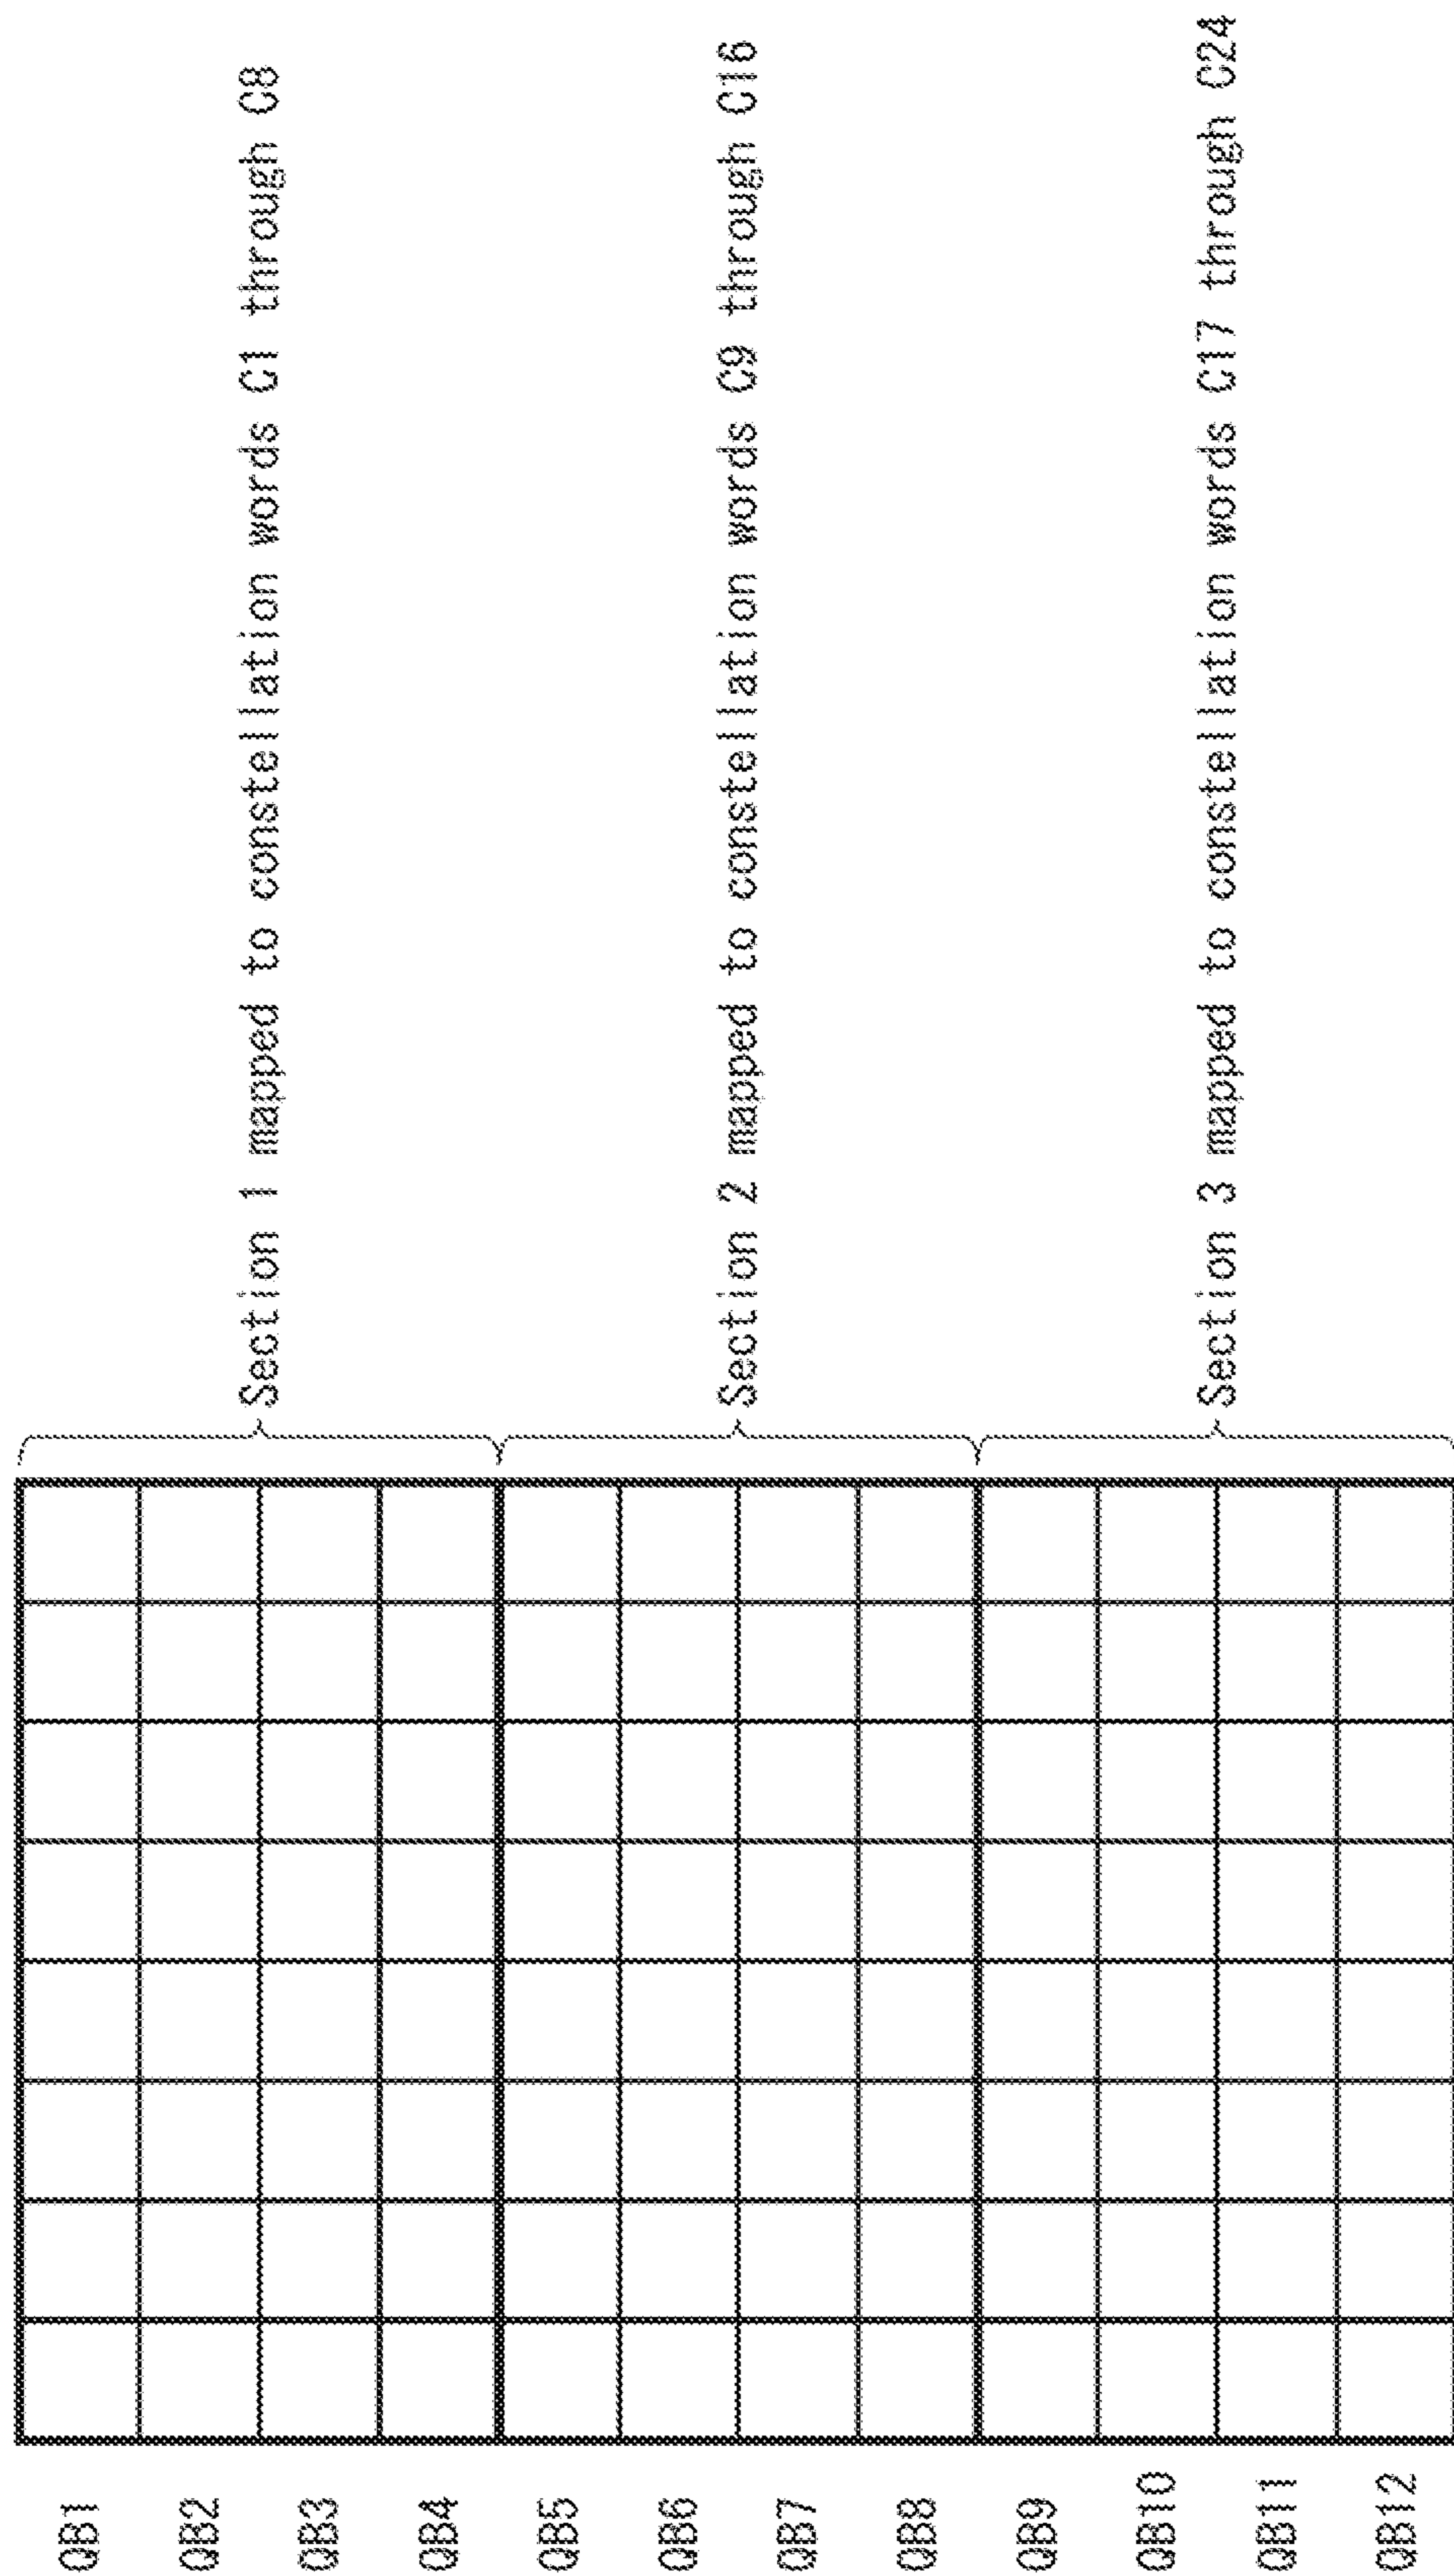 QB1
QB2
QB3
QB4
QB5
QB6
QB7
QB8
QB9
QB10
QB11
QB12
Section 1 mapped to constellation words C1 through C8
Section 2 mapped to constellation words C9 through C16
Section 3 mapped to constellation words C17 through C24